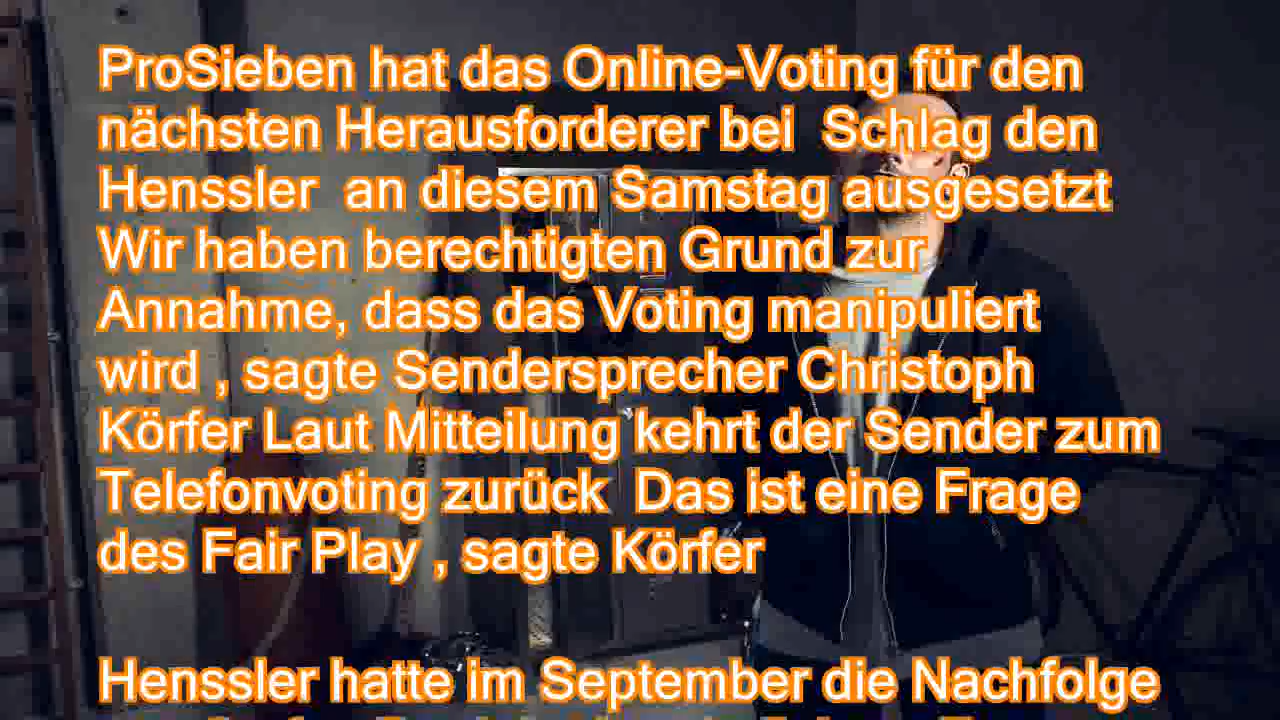 ProSieben hat das Online-Voting für den
nächsten Herausforderer bei  Schlag den
Henssler  an diesem Samstag ausgesetzt
Wir haben berechtigten Grund zur
Annahme, dass das Voting manipuliert
wird , sagte Sendersprecher Christoph
Körfer Laut Mitteilung kehrt der Sender zum
Telefonvoting zurück  Das ist eine Frage
des Fair Play , sagte Körfer
Henssler hatte im September die Nachfolge